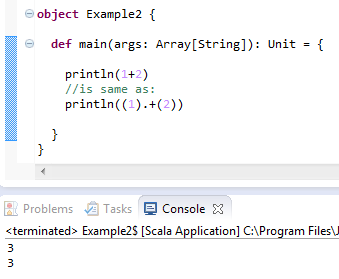 object Example2 {
def main(args: Array[String]): Unit = {
println(1+2)
//is same as:
println((1).+(2))
}
}
Problems Tasks Console
<terminated> Example2$ [Scala Application] C:\Program Files\J
3
3